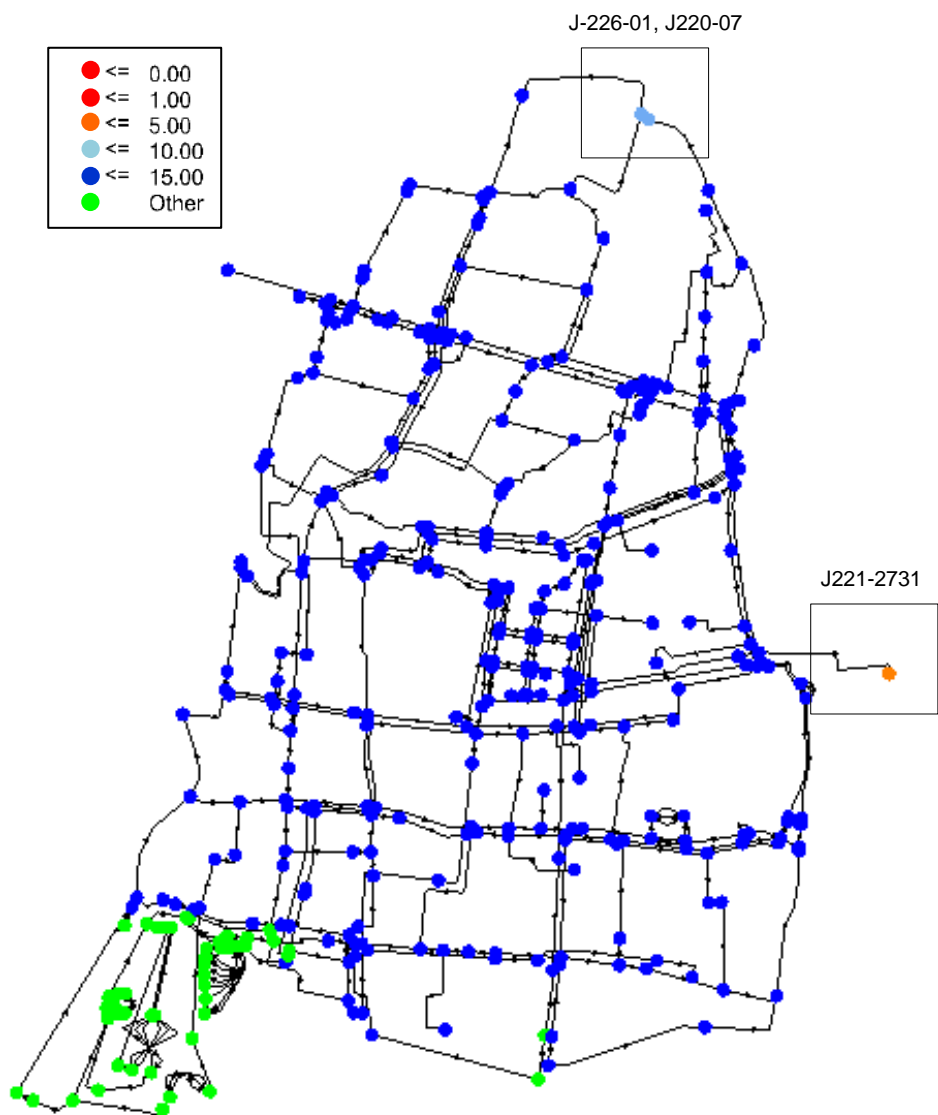 J-226-01, J220-07
<= 0.00
<= 1.00
<= 5.00
<= 10.00
<= 15.00
Other
J221-2731